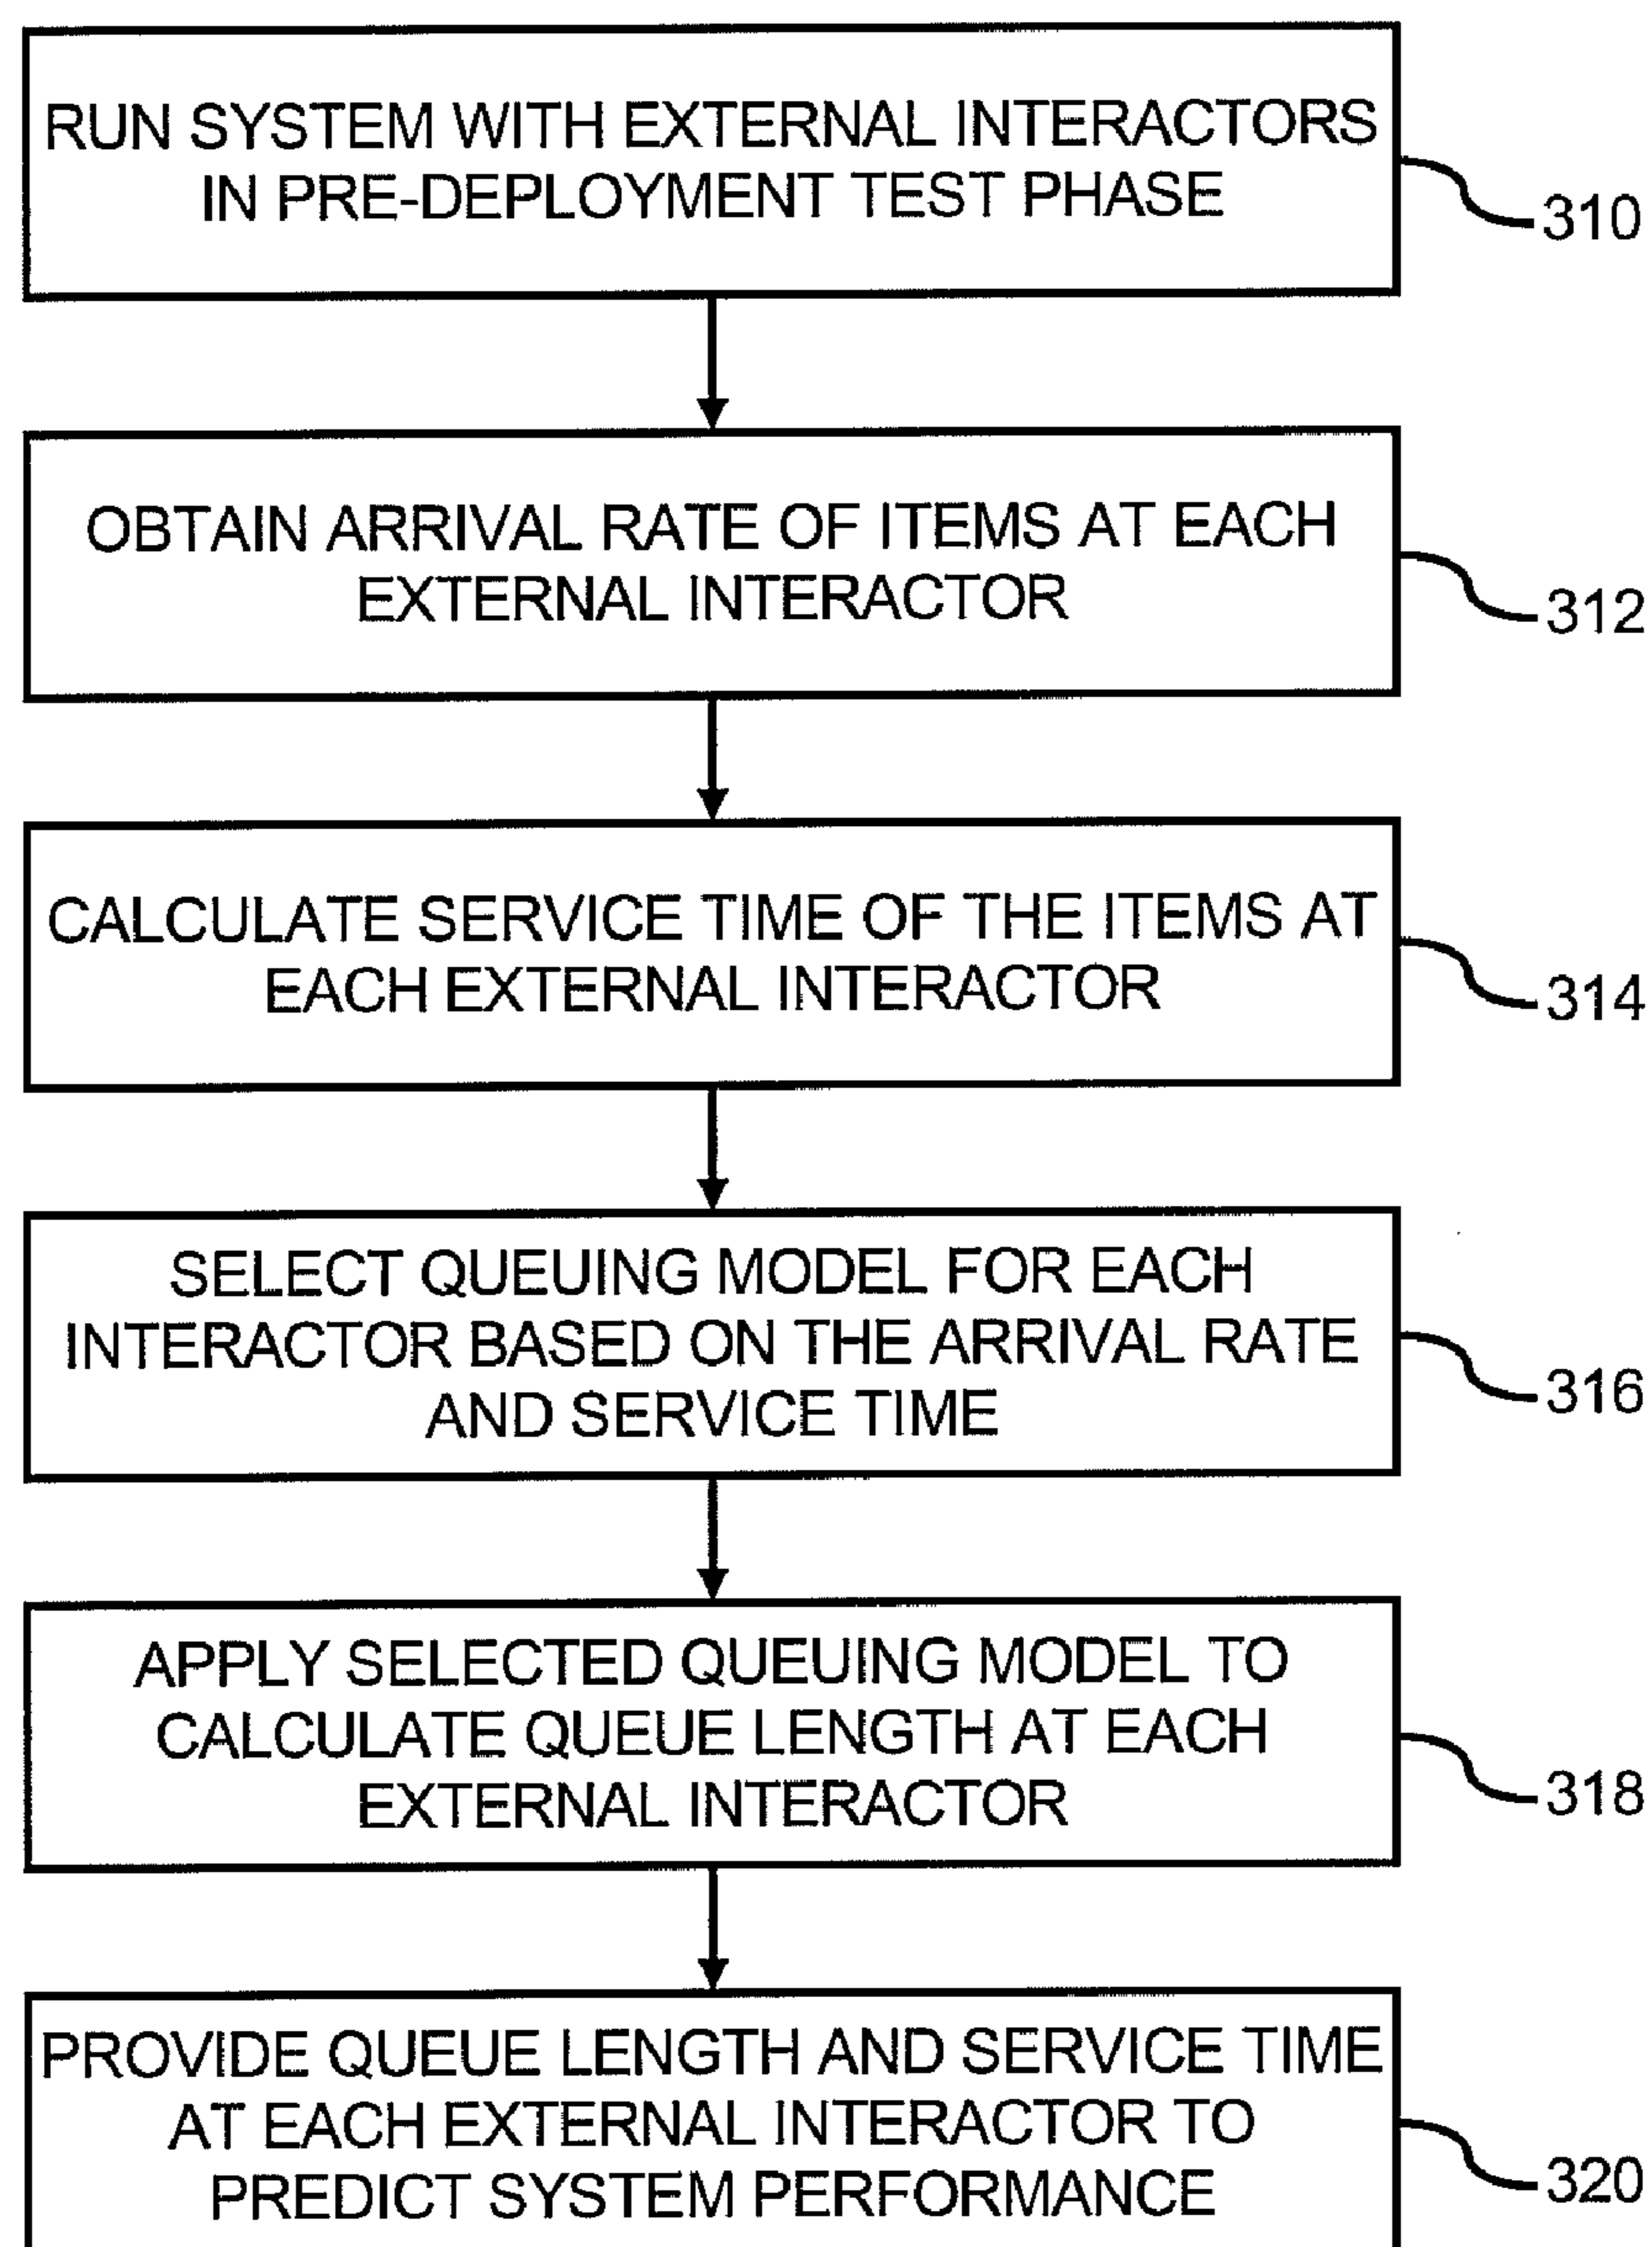 RUN SYSTEM WITH EXTERNAL INTERACTORS
IN PRE-DEPLOYMENT TEST PHASE
310
OBTAIN ARRIVAL RATE OF ITEMS AT EACH
EXTERNAL INTERACTOR
312
CALCULATE SERVICE TIME OF THE ITEMS AT
EACH EXTERNAL INTERACTOR
314
SELECT QUEUING MODEL FOR EACH
INTERACTOR BASED ON THE ARRIVAL RATE
AND SERVICE TIME
316
APPLY SELECTED QUEUING MODEL TO
CALCULATE QUEUE LENGTH AT EACH
EXTERNAL INTERACTOR
318
PROVIDE QUEUE LENGTH AND SERVICE TIME
AT EACH EXTERNAL INTERACTOR TO
PREDICT SYSTEM PERFORMANCE
320